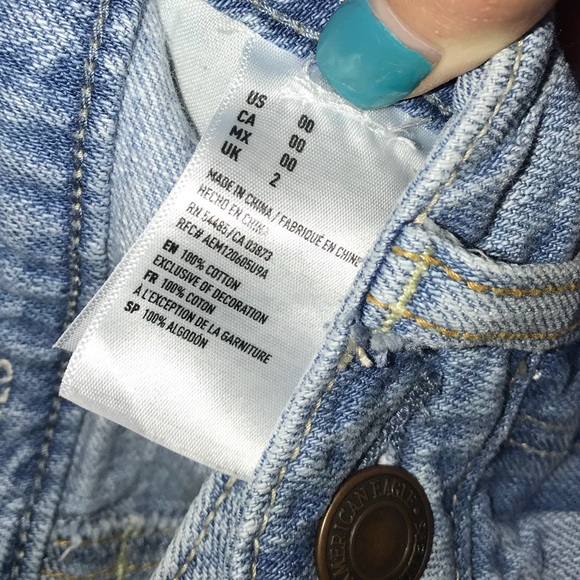 US 00
CA 00
MX 00
UK 2
MADE IN CHINA / FABRIQUÉ EN CHINE
HECHO EN CHINA
RN 54485/CA 03873
RFC# AEM120605U9A
EN 100% COTTON
EXCLUSIVE OF DECORATION
FR 100% COTON
À L'EXCEPTION DE LA GARNITURE
SP 100% ALGODÓN
AMERICAN EAGLE